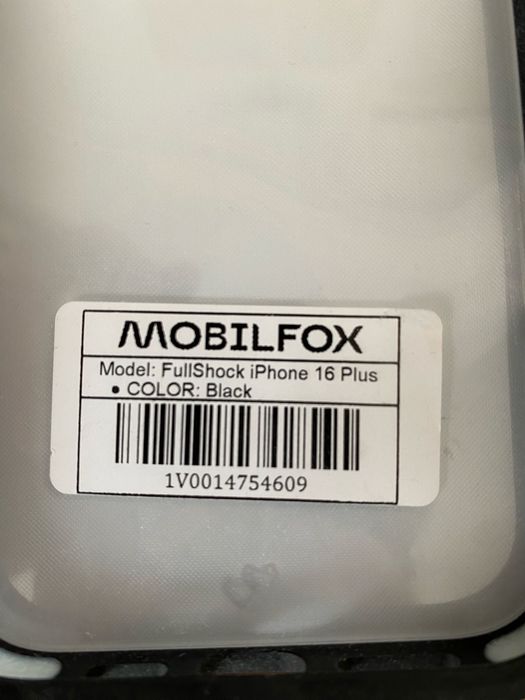 MOBILFOX
Model: FullShock iPhone 16 Plus
• COLOR: Black
1V0014754609